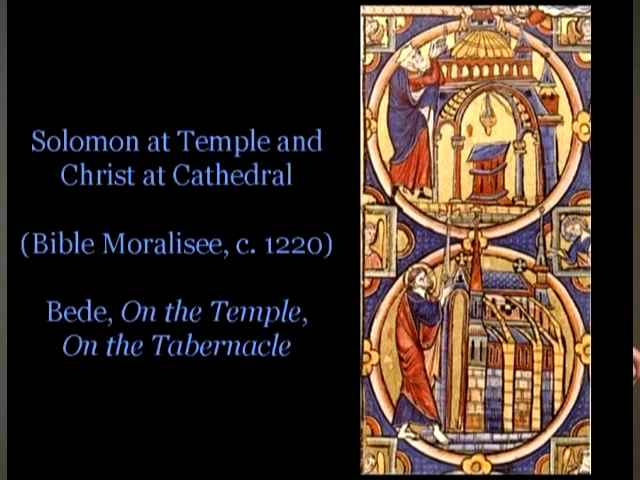 Solomon at Temple and
Christ at Cathedral
(Bible Moralisee, c. 1220)
Bede, On the Temple,
On the Tabernacle